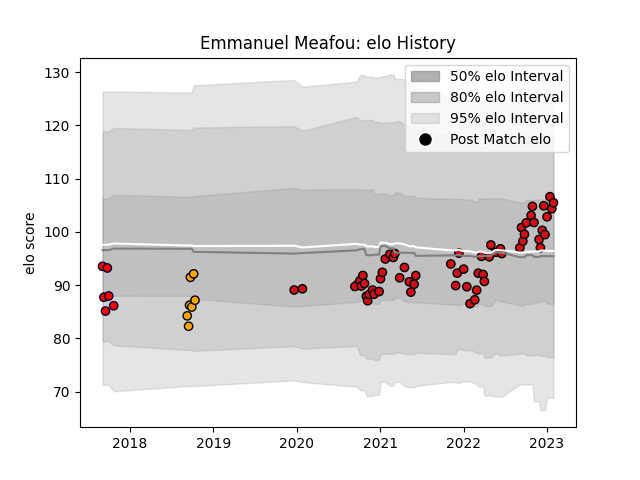 Emmanuel Meafou: elo History
50% elo Interval
80% elo Interval
95% elo Interval
Post Match elo
elo score
130
120
110
100
90
80
70
2018
2019
2020
2021
2022
2023